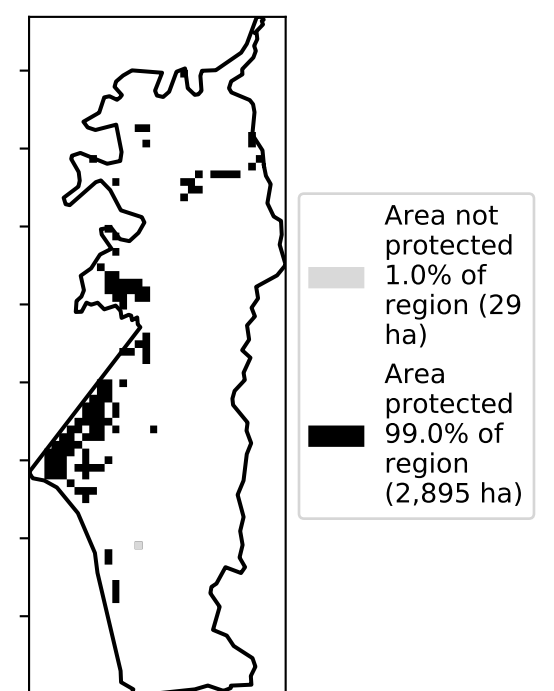 Area not
protected
1.0% of
region (29
ha)
Area
protected
99.0% of
region
(2,895 ha)